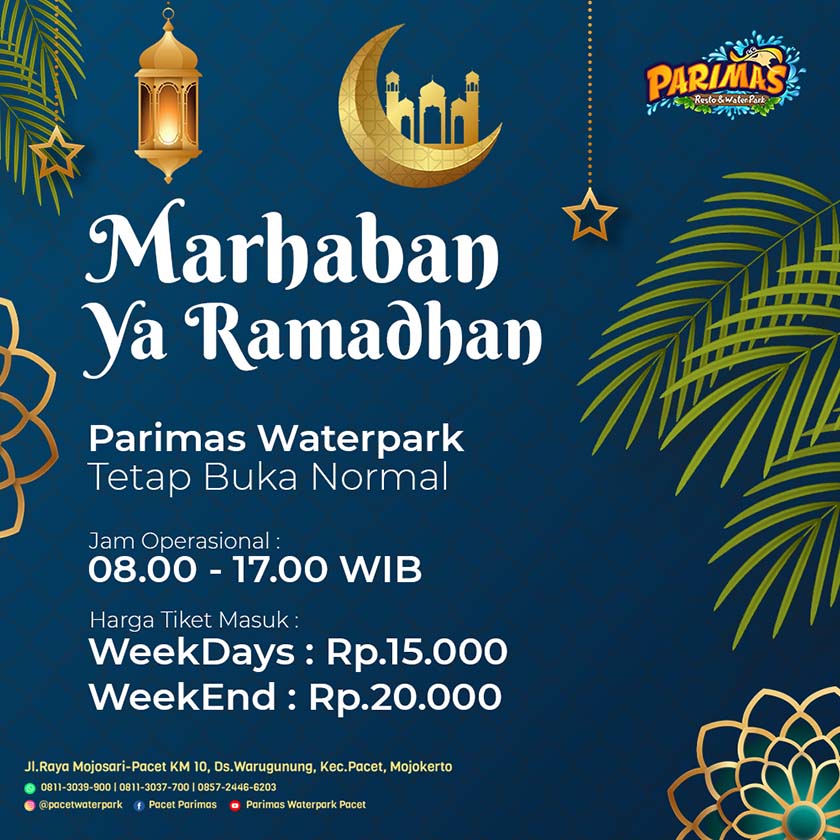 PARIMAS
Resto & WaterPark
Marhaban
Ya Ramadhan
Parimas Waterpark
Tetap Buka Normal
Jam Operasional :
08.00 - 17.00 WIB
Harga Tiket Masuk :
WeekDays : Rp.15.000
WeekEnd : Rp.20.000
Jl.Raya Mojosari-Pacet KM 10, Ds.Warugunung, Kec.Pacet, Mojokerto
0811-3039-900 | 0811-3037-700 | 0857-2446-6203
@pacetwaterpark Pacet Parimas Parimas Waterpark Pacet